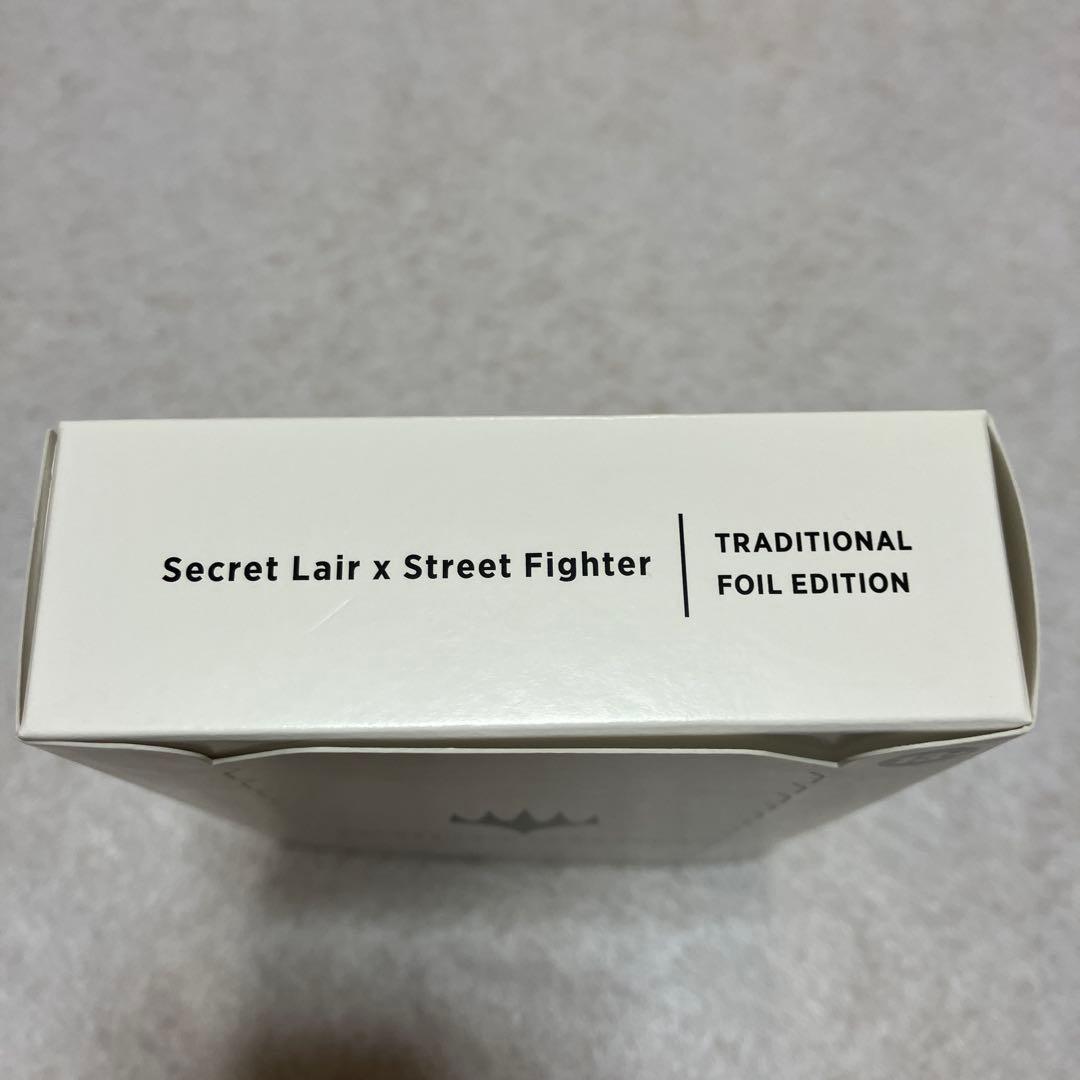 Secret Lair x Street Fighter
TRADITIONAL
FOIL EDITION